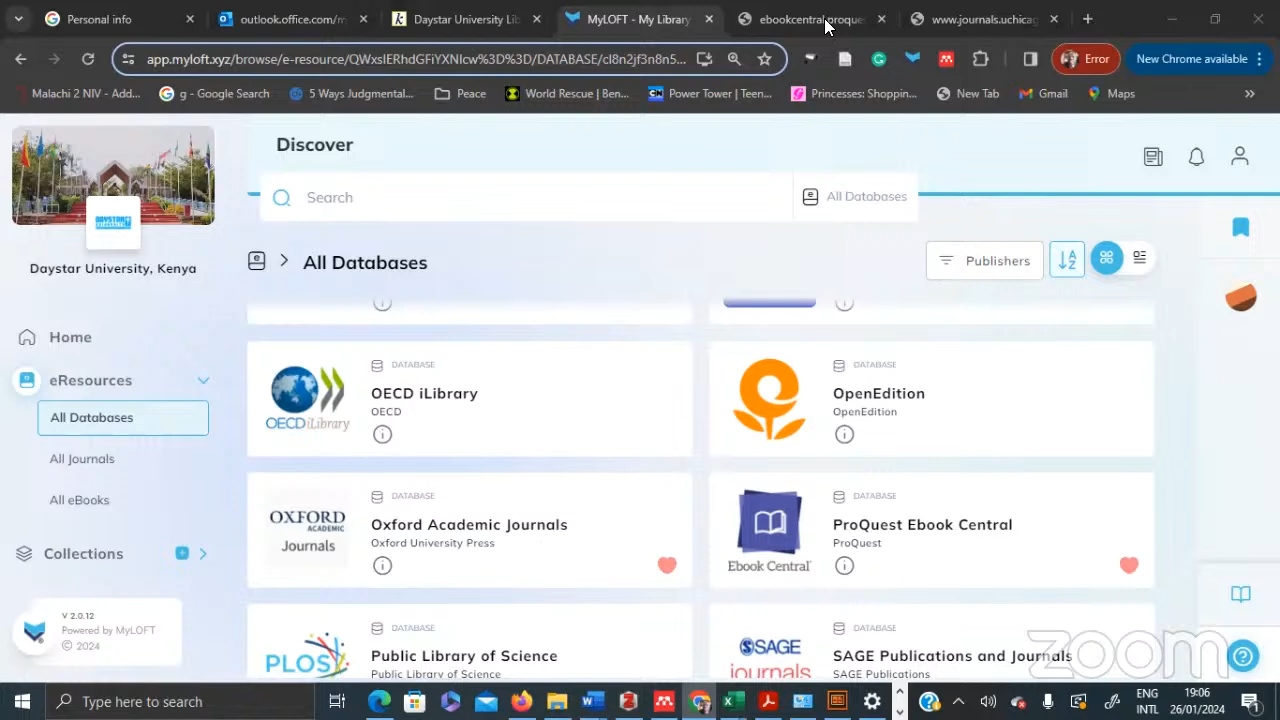 Personal info
outlook.office.com/m
Daystar University Lib
MyLOFT - My Library
ebookcentral.proque
www.journals.uchicag
app.myloft.xyz/browse/e-resource/QWxsIERhdGFiYXNlcw%3D%3D/DATABASE/cl8n2jf3n8n5...
Error
New Chrome available
Malachi 2 NIV - Add...
g - Google Search
5 Ways Judgmental...
Peace
World Rescue | Ben...
Power Tower | Teen...
Princesses: Shoppin...
New Tab
Gmail
Maps
Discover
Search
All Databases
DAYSTAR
Daystar University, Kenya
All Databases
Publishers
Home
eResources
All Databases
All Journals
All eBooks
Collections
V 2.0.12
Powered by MyLOFT
© 2024
DATABASE
OECD iLibrary
OECD
OECD iLibrary
DATABASE
OpenEdition
OpenEdition
DATABASE
Oxford Academic Journals
Oxford University Press
OXFORD
ACADEMIC
Journals
DATABASE
ProQuest Ebook Central
ProQuest
Ebook Central
DATABASE
Public Library of Science
Public Library of Science
PLOS
DATABASE
SAGE Publications and Journals
SAGE Publications
SAGE
journals
zoom
Type here to search
ENG
INTL
19:06
26/01/2024